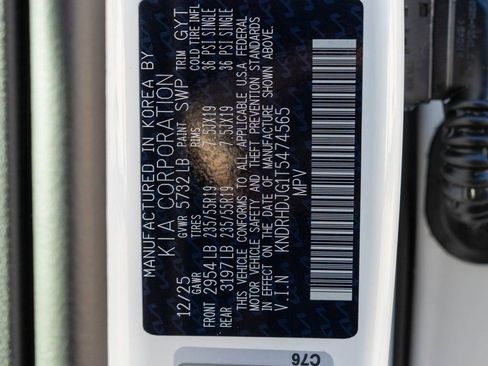 MANUFACTURED IN KOREA BY
KIA CORPORATION
GVWR 5732LB PAINT SWP TRIM GYT
12/25 GAWR TIRES RIMS COLD TIRE INFL
FRONT 2954LB 235/55R19 7.5JX19 36 PSI SINGLE
REAR 3197LB 235/55R19 7.5JX19 36 PSI SINGLE
THIS VEHICLE CONFORMS TO ALL APPLICABLE U.S.A FEDERAL
MOTOR VEHICLE SAFETY AND THEFT PREVENTION STANDARDS
IN EFFECT ON THE DATE OF MANUFACTURE SHOWN ABOVE.
V.I.N KNDRHDJG1T5474565
MPV
C76